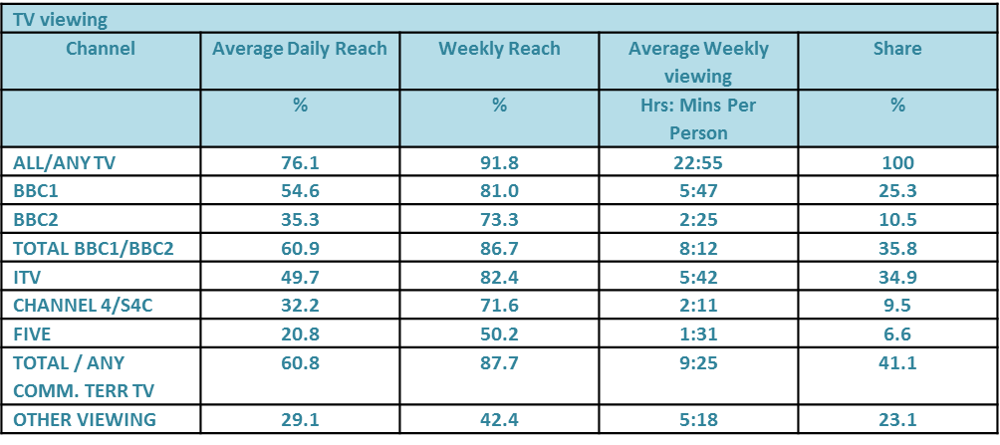 TV viewing
Channel Average Daily Reach Weekly Reach Average Weekly viewing Share
% % Hrs: Mins Per Person %
ALL/ANY TV 76.1 91.8 22:55 100
BBC1 54.6 81.0 5:47 25.3
BBC2 35.3 73.3 2:25 10.5
TOTAL BBC1/BBC2 60.9 86.7 8:12 35.8
ITV 49.7 82.4 5:42 34.9
CHANNEL 4/S4C 32.2 71.6 2:11 9.5
FIVE 20.8 50.2 1:31 6.6
TOTAL / ANY COMM. TERR TV 60.8 87.7 9:25 41.1
OTHER VIEWING 29.1 42.4 5:18 23.1